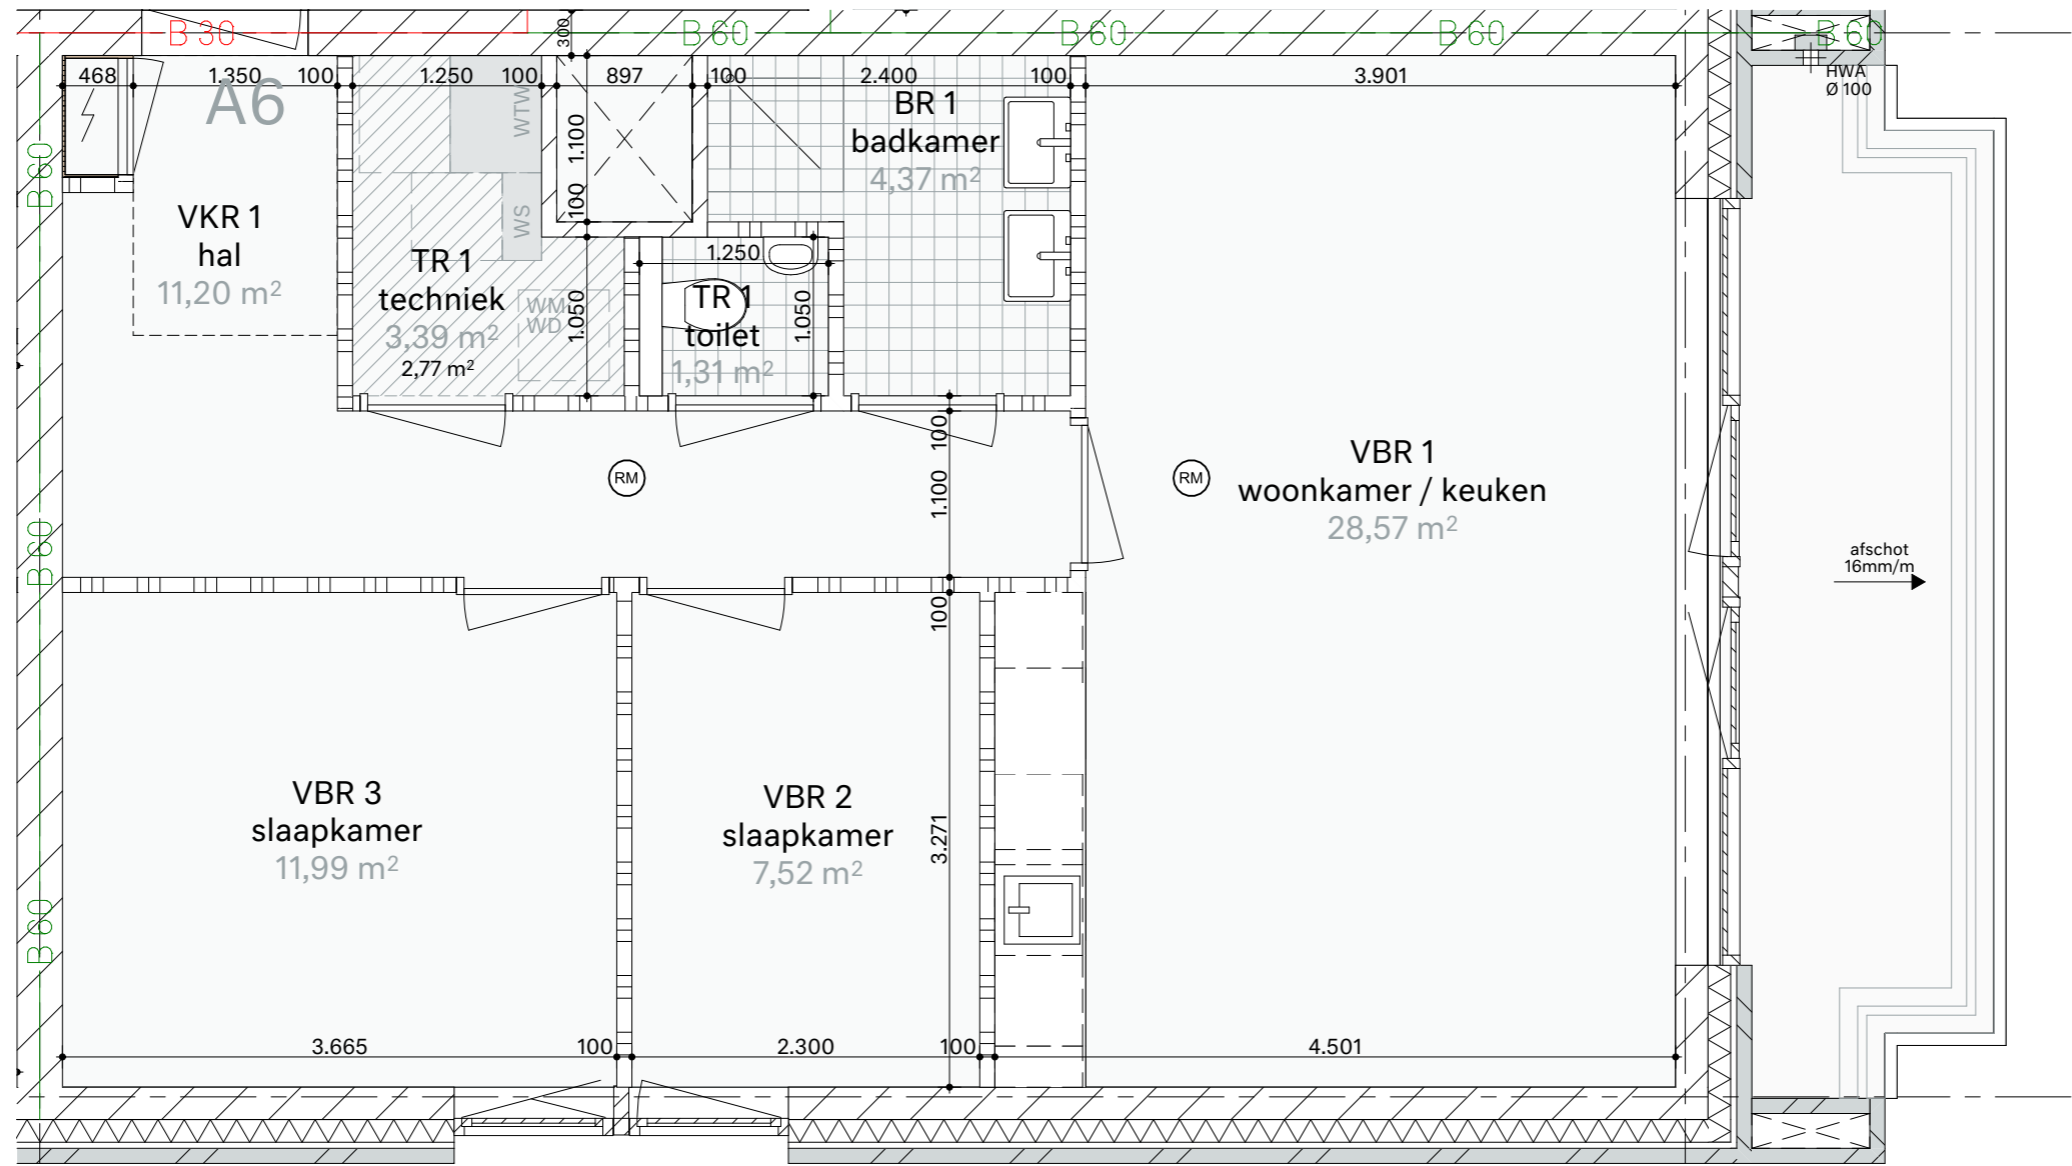 B 30
300
B 60
B 60
B 60
B 60
468
1.350
100
1.250
100
897
100
2.400
100
3.901
HWA
Ø 100
A6
WTW
1.100
BR 1
badkamer
4,37 m²
B 60
100
WS
VKR 1
hal
11,20 m²
TR 1
techniek
3,39 m²
2,77 m²
WM
WD
1.050
1.250
TR 1
toilet
1,31 m²
1.050
100
RM
1.100
RM
VBR 1
woonkamer / keuken
28,57 m²
B 60
afschot
16mm/m
100
VBR 3
slaapkamer
11,99 m²
VBR 2
slaapkamer
7,52 m²
3.271
B 60
3.665
100
2.300
100
4.501